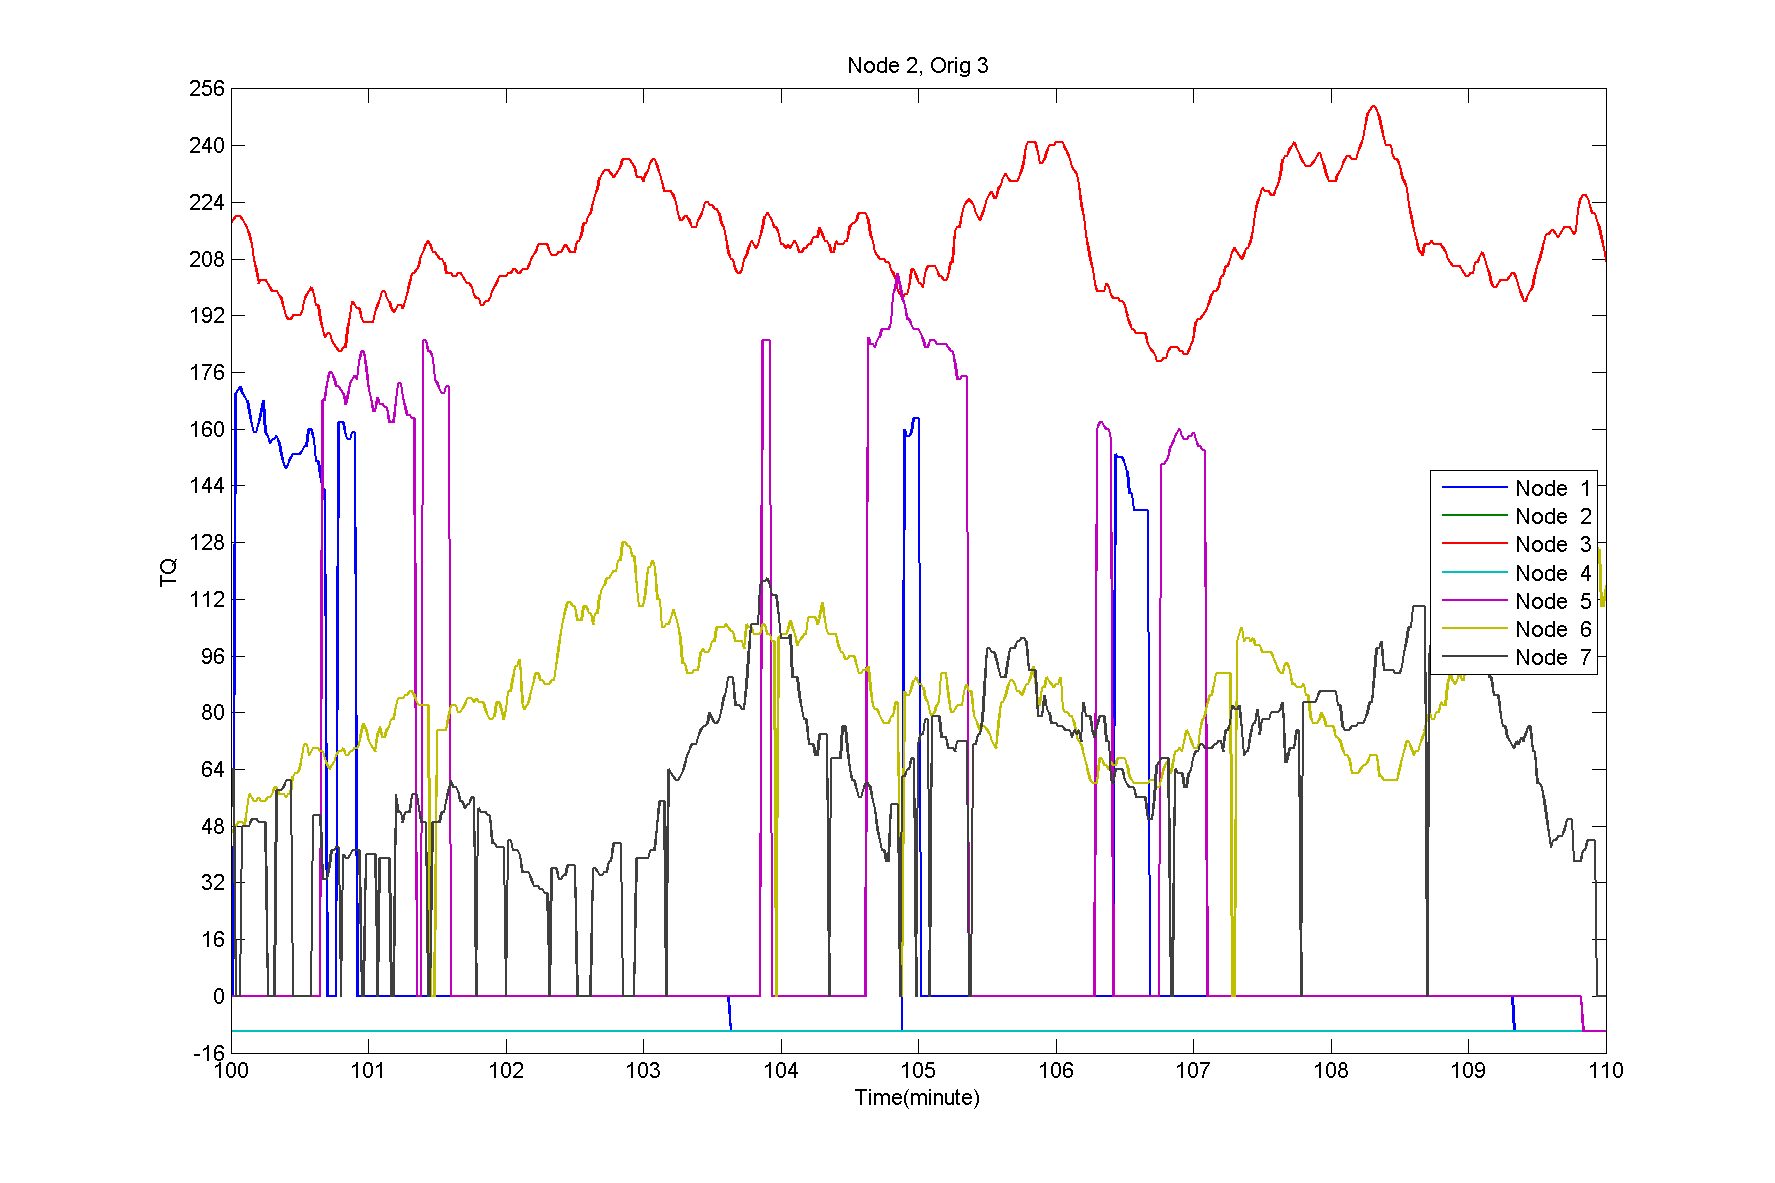 Node 2, Orig 3
256
240
224
208
192
176
160
144
128
112
96
80
64
48
32
16
0
-16
TQ
Node 1
Node 2
Node 3
Node 4
Node 5
Node 6
Node 7
100 101 102 103 104 105 106 107 108 109 110
Time(minute)